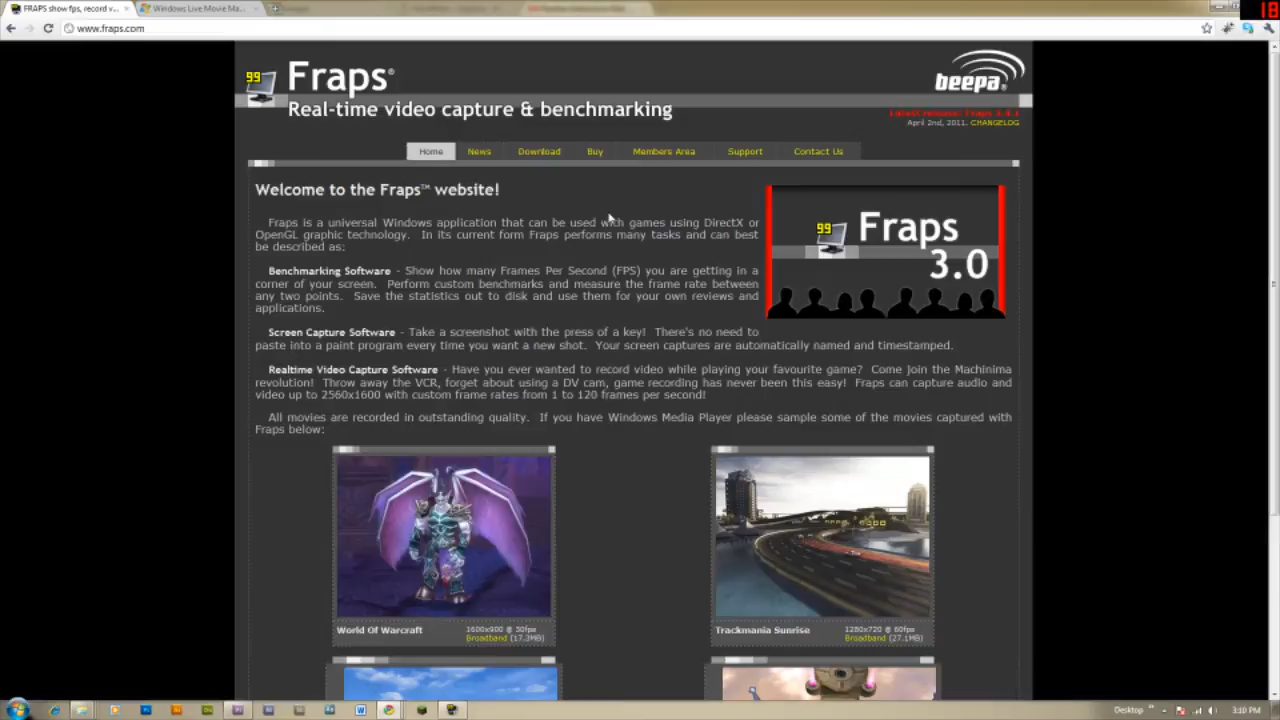 FRAPS show fps, record v...
Windows Live Movie Ma...
18
www.fraps.com
99
Fraps®
Real-time video capture & benchmarking
beepa®
Latest release: Fraps 3.4.1
April 2nd, 2011. CHANGELOG
Home News Download Buy Members Area Support Contact Us
Welcome to the Fraps™ website!
Fraps is a universal Windows application that can be used with games using DirectX or
OpenGL graphic technology. In its current form Fraps performs many tasks and can best
be described as:
99 Fraps
3.0
Benchmarking Software - Show how many Frames Per Second (FPS) you are getting in a
corner of your screen. Perform custom benchmarks and measure the frame rate between
any two points. Save the statistics out to disk and use them for your own reviews and
applications.
Screen Capture Software - Take a screenshot with the press of a key! There's no need to
paste into a paint program every time you want a new shot. Your screen captures are automatically named and timestamped.
Realtime Video Capture Software - Have you ever wanted to record video while playing your favourite game? Come join the Machinima
revolution! Throw away the VCR, forget about using a DV cam, game recording has never been this easy! Fraps can capture audio and
video up to 2560x1600 with custom frame rates from 1 to 120 frames per second!
All movies are recorded in outstanding quality. If you have Windows Media Player please sample some of the movies captured with
Fraps below:
World Of Warcraft
1600x900 @ 30fps
Broadband (17.3MB)
Trackmania Sunrise
1280x720 @ 60fps
Broadband (27.1MB)
Desktop
3:10 PM